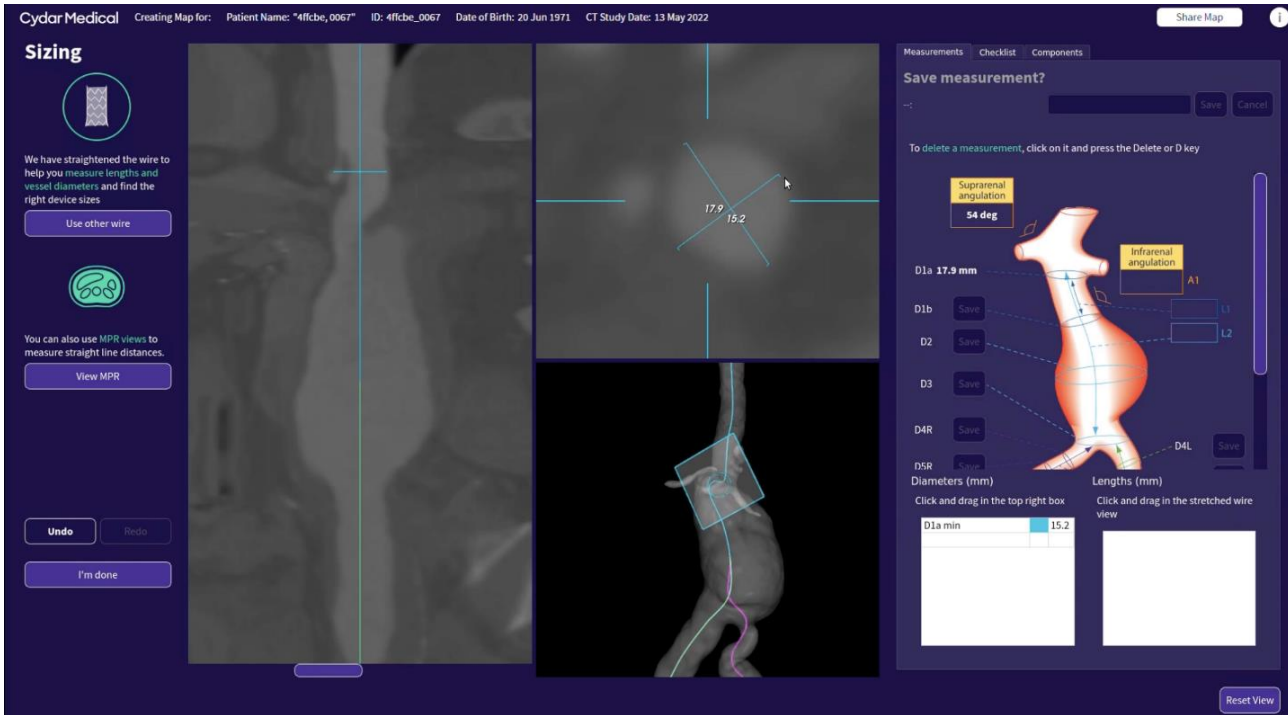 Cydar Medical Creating Map for: Patient Name: "4ffcbe, 0067" ID: 4ffcbe_0067 Date of Birth: 20 Jun 1971 CT Study Date: 13 May 2022 Share Map i
Sizing
We have straightened the wire to
help you measure lengths and
vessel diameters and find the
right device sizes
Use other wire
You can also use MPR views to
measure straight line distances.
View MPR
Undo Redo
I'm done
17.9
15.2
Measurements Checklist Components
Save measurement?
--: Save Cancel
To delete a measurement, click on it and press the Delete or D key
Suprarenal
angulation
54 deg
Infrarenal
angulation
A1
D1a 17.9 mm
D1b Save
L1
L2
D2 Save
D3 Save
D4R Save
D4L Save
D5R Save
Diameters (mm)
Click and drag in the top right box
D1a min 15.2
Lengths (mm)
Click and drag in the stretched wire
view
Reset View